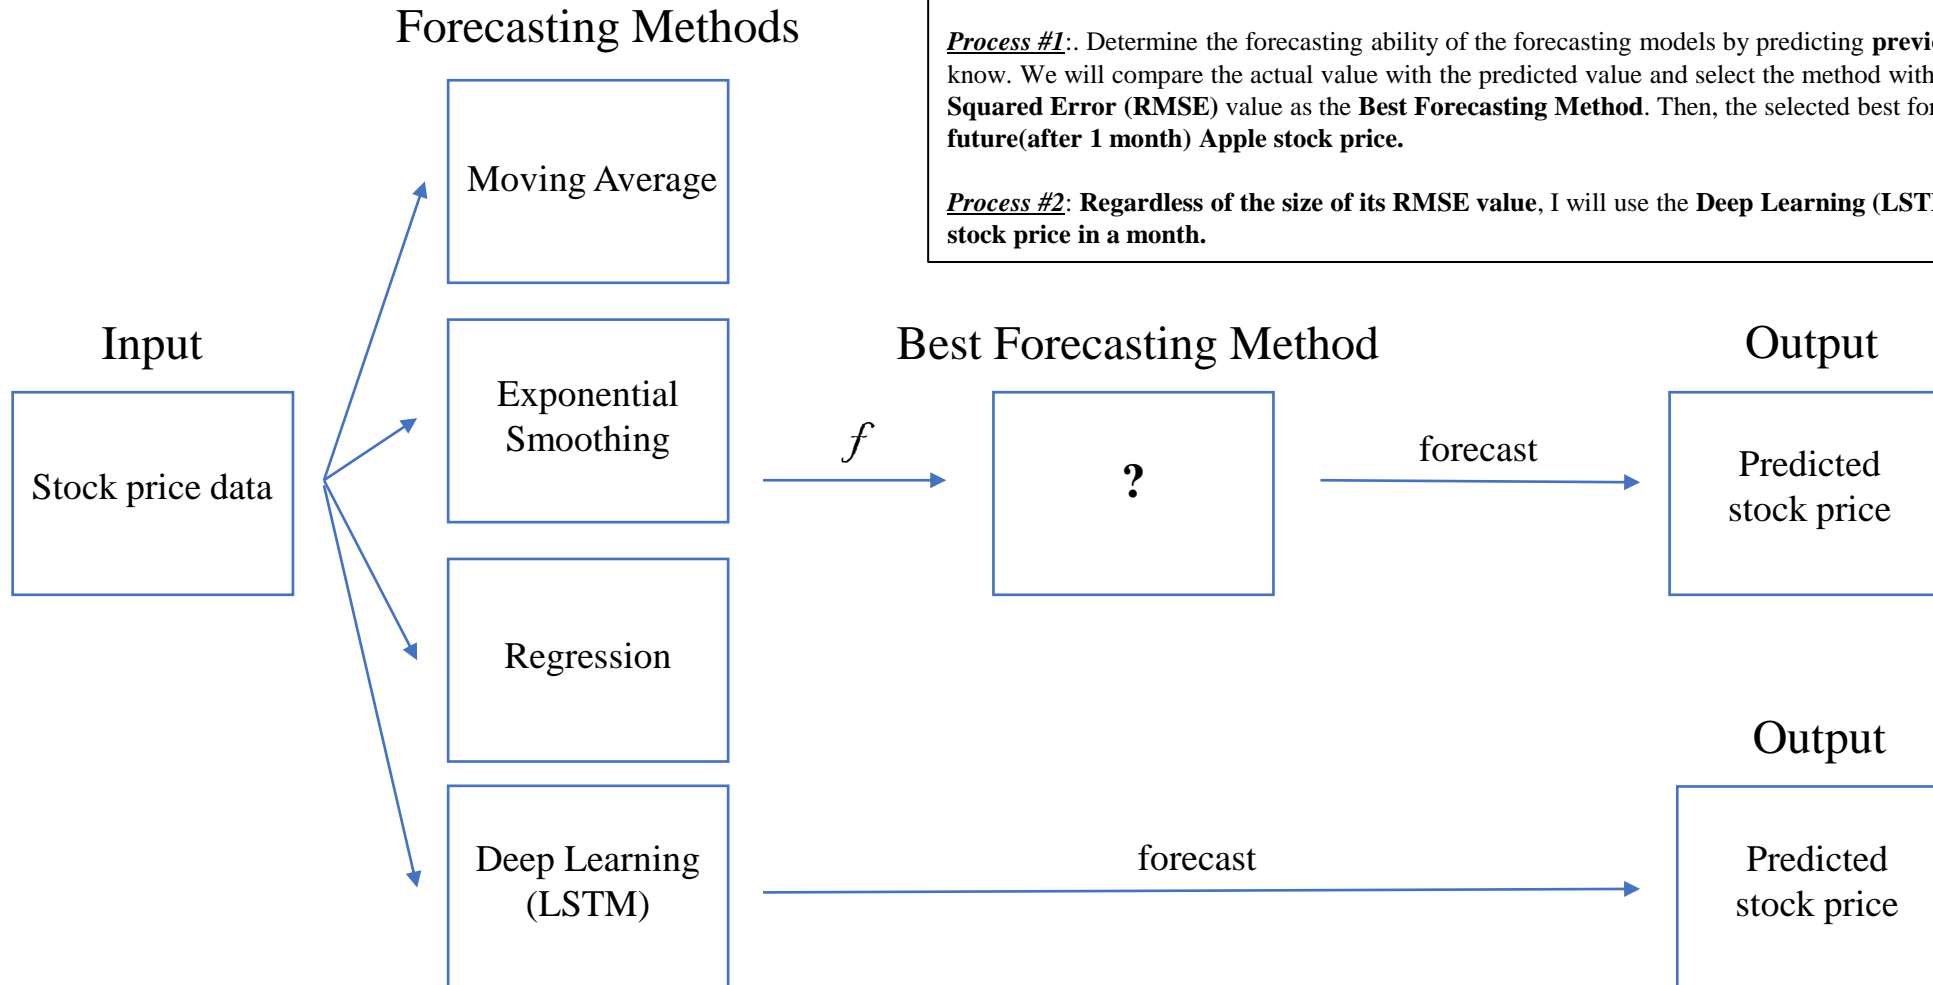 Forecasting Methods
Process #1:. Determine the forecasting ability of the forecasting models by predicting
know. We will compare the actual value with the predicted value and select the method with
Squared Error (RMSE) value as the Best Forecasting Method. Then, the selected best
future(after 1 month) Apple stock price.
Process #2: Regardless of the size of its RMSE value, I will use the Deep Learning
stock price in a month.
Moving Average
Input
Stock price data
Exponential
Smoothing
f
Best Forecasting Method
?
forecast
Output
Predicted
stock price
Regression
Deep Learning
(LSTM)
forecast
Output
Predicted
stock price